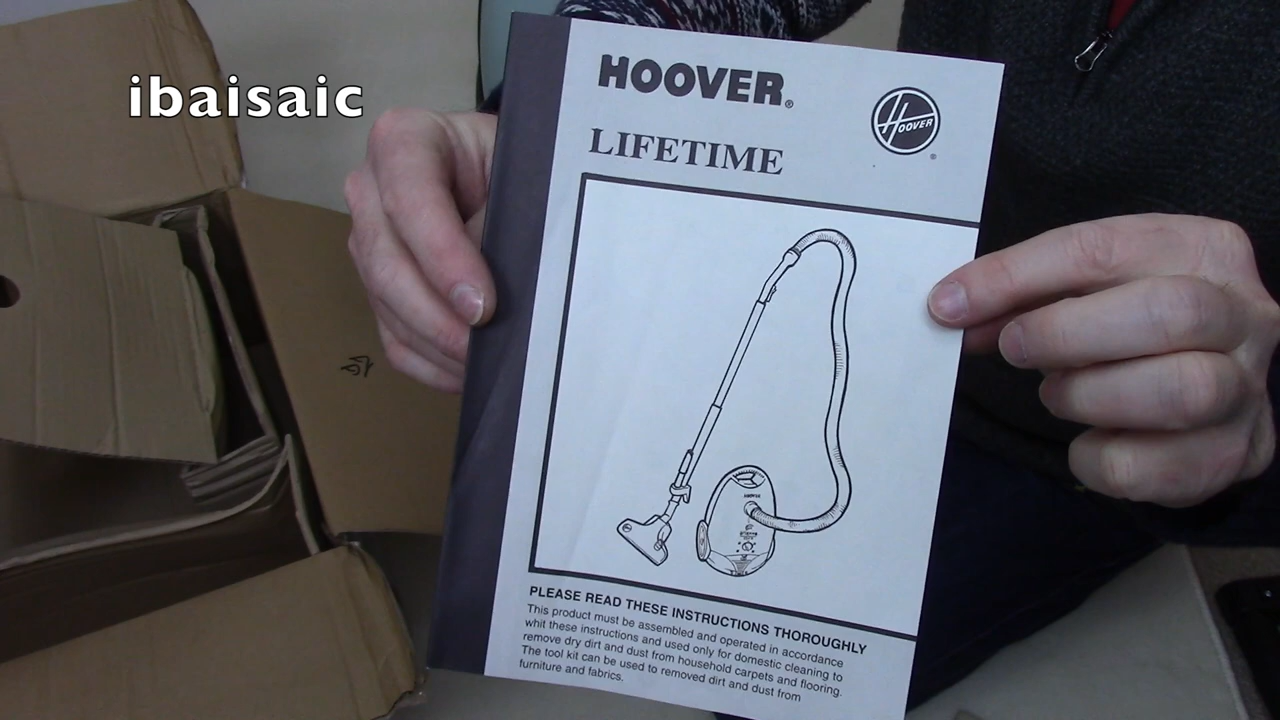 ibaisaic
HOOVER®
HOOVER®
LIFETIME
PLEASE READ THESE INSTRUCTIONS THOROUGHLY
This product must be assembled and operated in accordance
whit these instructions and used only for domestic cleaning to
remove dry dirt and dust from household carpets and flooring.
The tool kit can be used to removed dirt and dust from
furniture and fabrics.